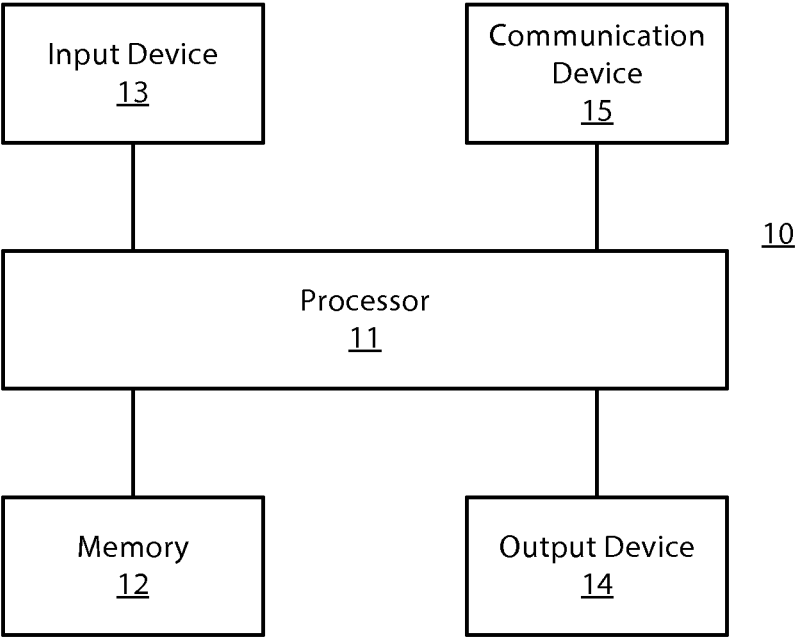 Input Device
13
Communication
Device
15
10
Processor
11
Memory
12
Output Device
14